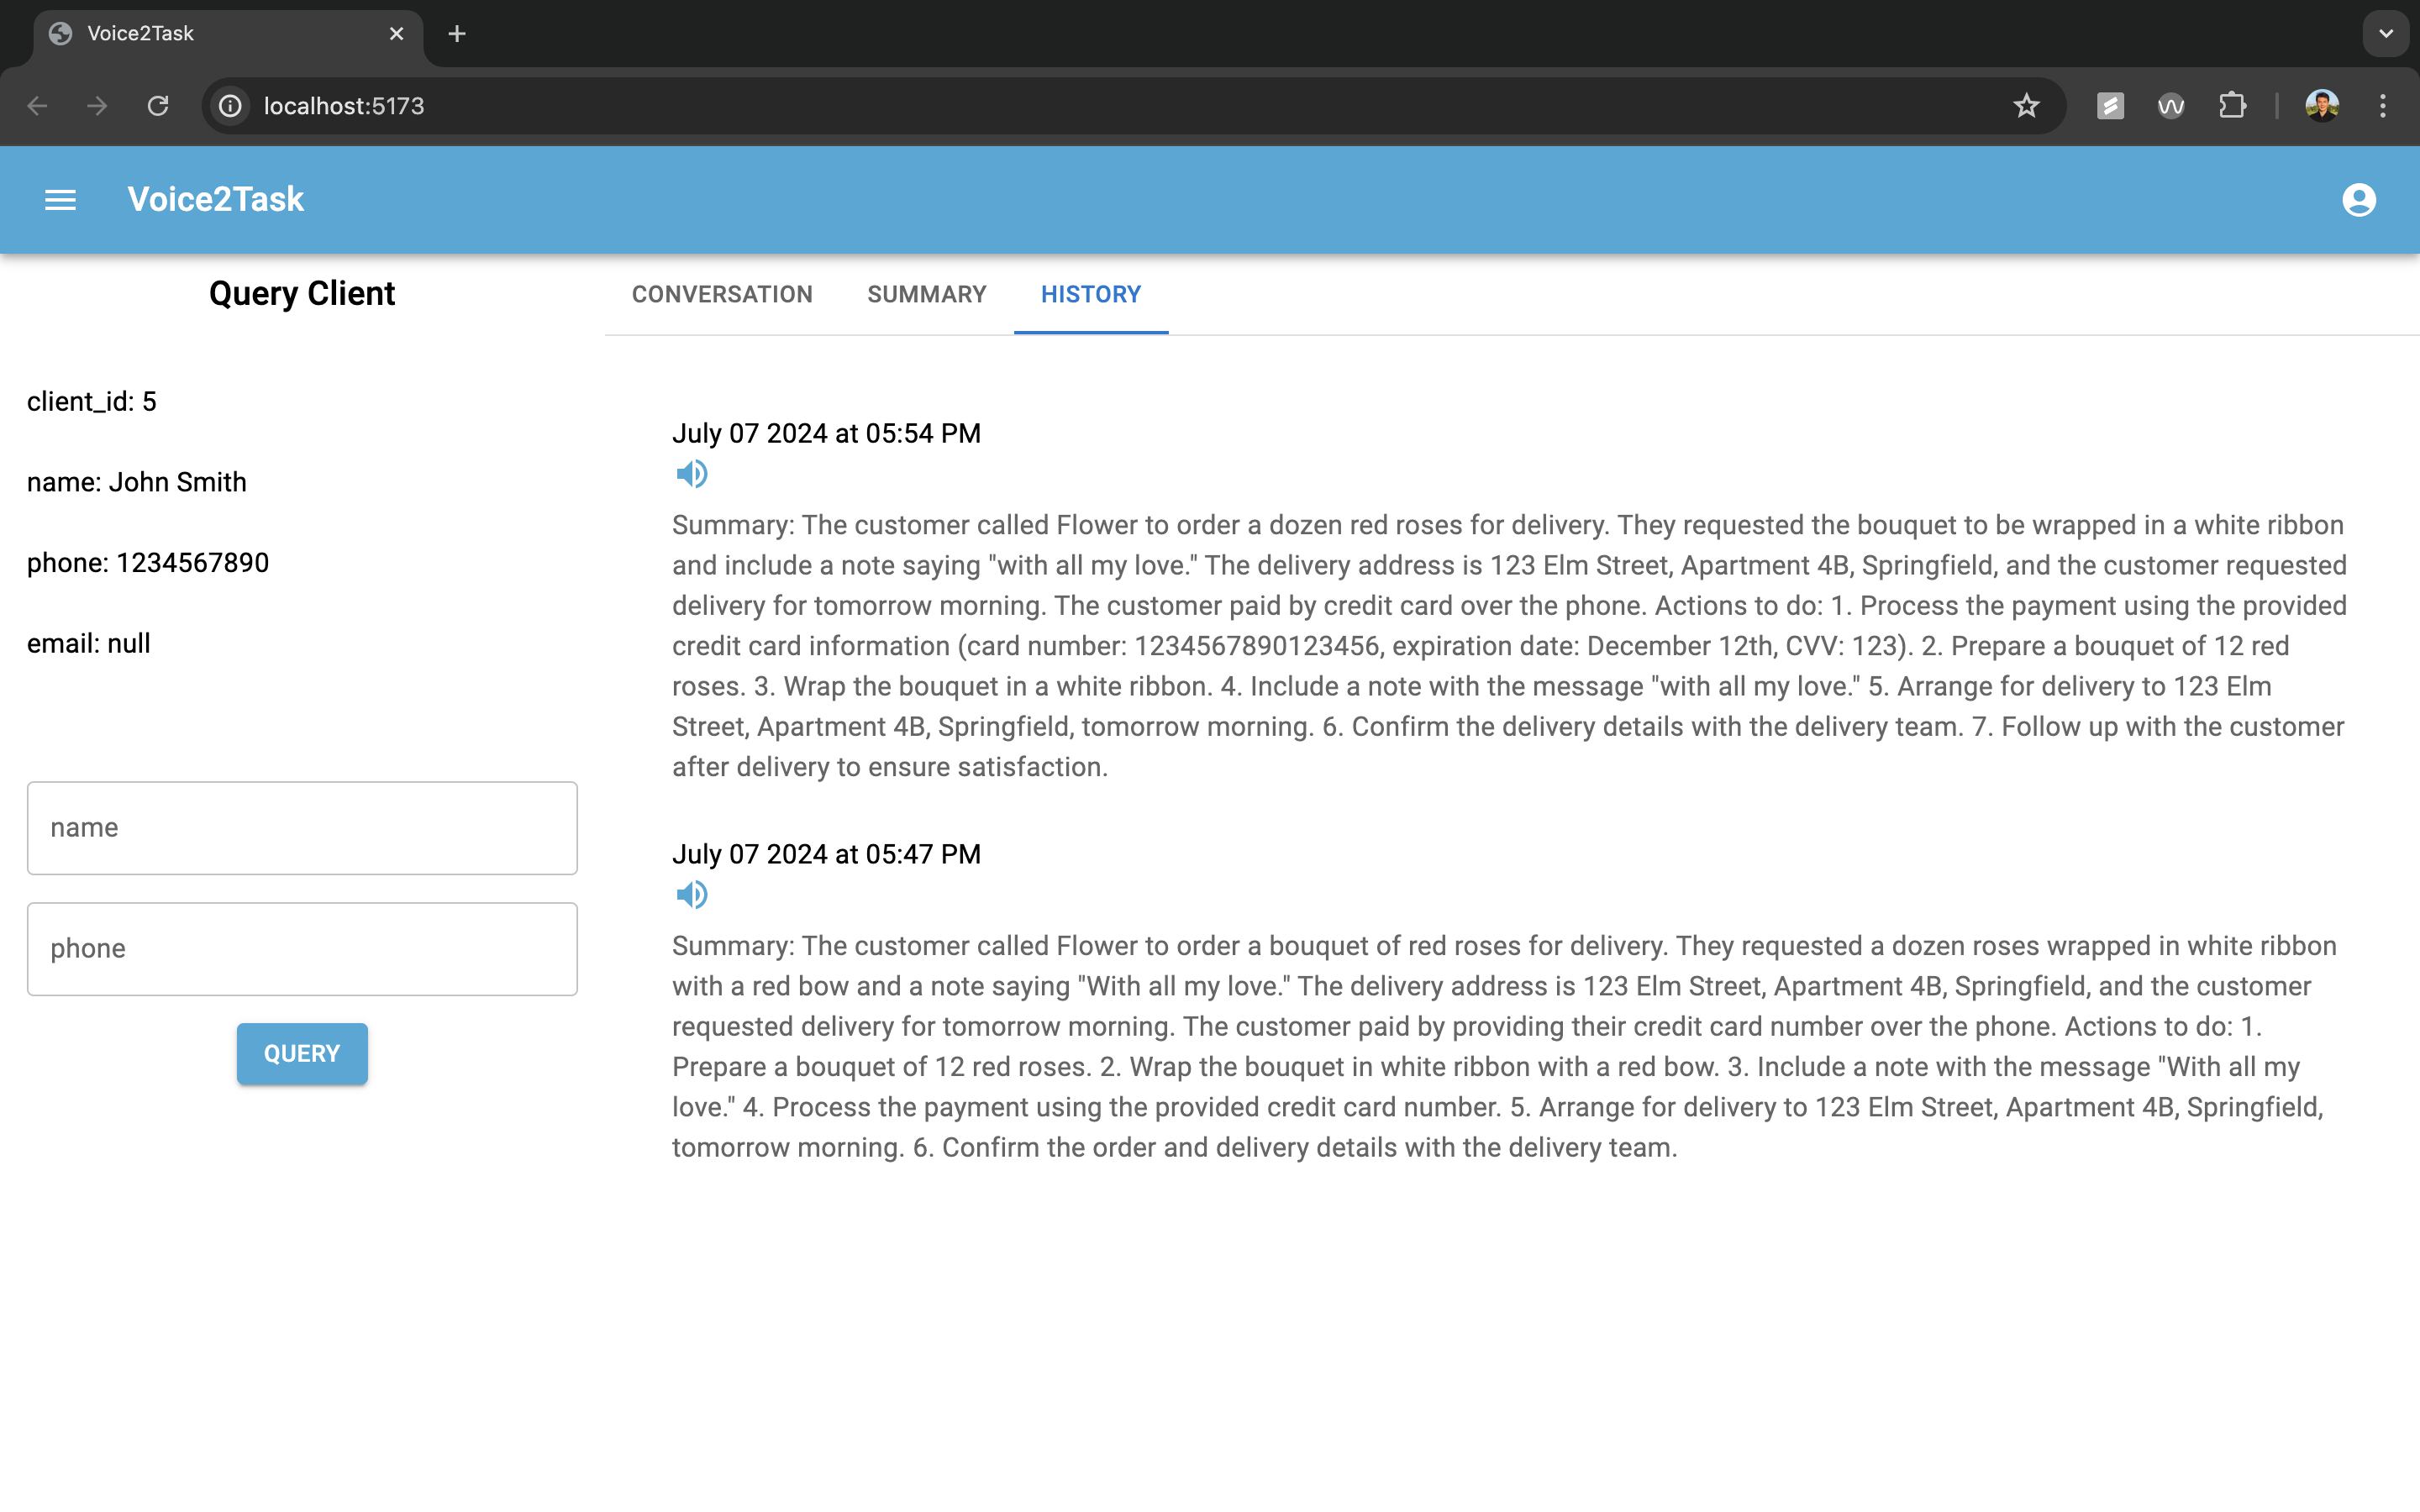 Voice2Task
localhost:5173
Voice2Task
Query Client
client_id: 5
name: John Smith
phone: 1234567890
email: null
name
phone
QUERY
CONVERSATION
SUMMARY
HISTORY
July 07 2024 at 05:54 PM
Summary: The customer called Flower to order a dozen red roses for delivery. They requested the bouquet to be wrapped in a white ribbon
and include a note saying "with all my love." The delivery address is 123 Elm Street, Apartment 4B, Springfield, and the customer requested
delivery for tomorrow morning. The customer paid by credit card over the phone. Actions to do: 1. Process the payment using the provided
credit card information (card number: 1234567890123456, expiration date: December 12th, CVV: 123). 2. Prepare a bouquet of 12 red
roses. 3. Wrap the bouquet in a white ribbon. 4. Include a note with the message "with all my love." 5. Arrange for delivery to 123 Elm
Street, Apartment 4B, Springfield, tomorrow morning. 6. Confirm the delivery details with the delivery team. 7. Follow up with the customer
after delivery to ensure satisfaction.
July 07 2024 at 05:47 PM
Summary: The customer called Flower to order a bouquet of red roses for delivery. They requested a dozen roses wrapped in white ribbon
with a red bow and a note saying "With all my love." The delivery address is 123 Elm Street, Apartment 4B, Springfield, and the customer
requested delivery for tomorrow morning. The customer paid by providing their credit card number over the phone. Actions to do: 1.
Prepare a bouquet of 12 red roses. 2. Wrap the bouquet in white ribbon with a red bow. 3. Include a note with the message "With all my
love." 4. Process the payment using the provided credit card number. 5. Arrange for delivery to 123 Elm Street, Apartment 4B, Springfield,
tomorrow morning. 6. Confirm the order and delivery details with the delivery team.